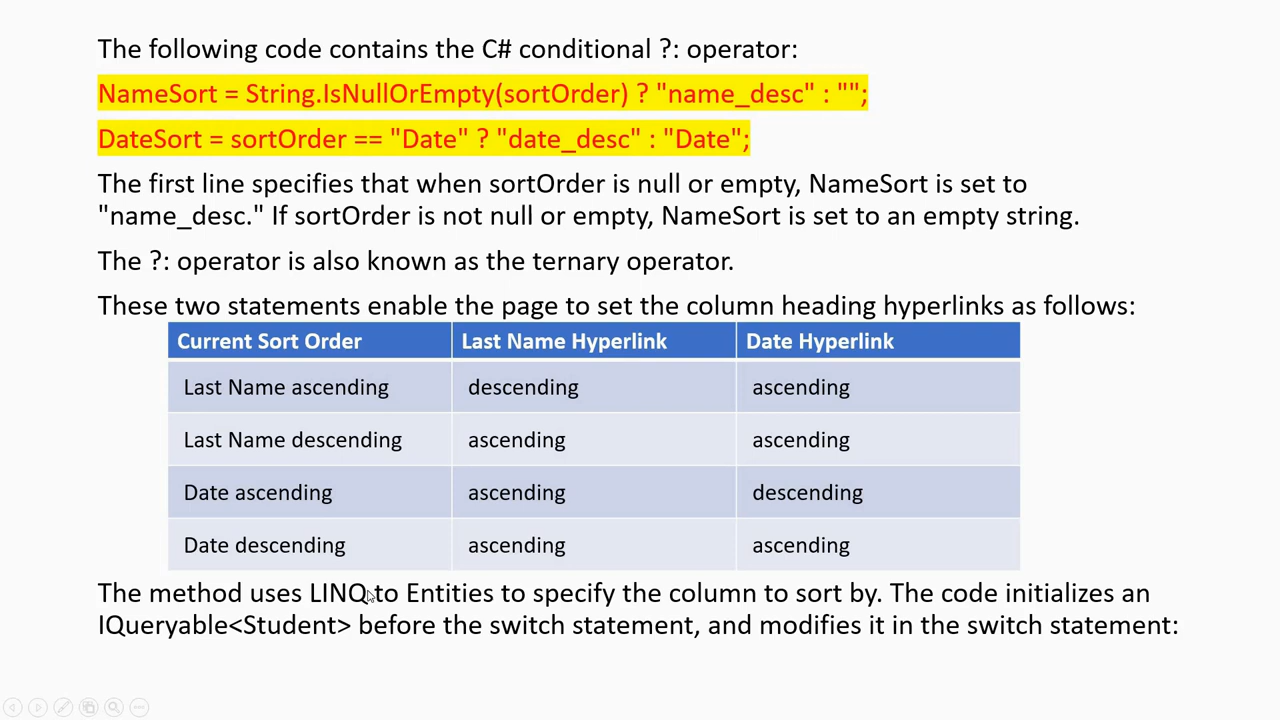 The following code contains the C# conditional ?: operator:
NameSort = String.IsNullOrEmpty(sortOrder) ? "name_desc" : "";
DateSort = sortOrder == "Date" ? "date_desc" : "Date";
The first line specifies that when sortOrder is null or empty, NameSort is set to
"name_desc." If sortOrder is not null or empty, NameSort is set to an empty string.
The ?: operator is also known as the ternary operator.
These two statements enable the page to set the column heading hyperlinks as follows:
Current Sort Order Last Name Hyperlink Date Hyperlink
Last Name ascending descending ascending
Last Name descending ascending ascending
Date ascending ascending descending
Date descending ascending ascending
The method uses LINQ to Entities to specify the column to sort by. The code initializes an
IQueryable<Student> before the switch statement, and modifies it in the switch statement: